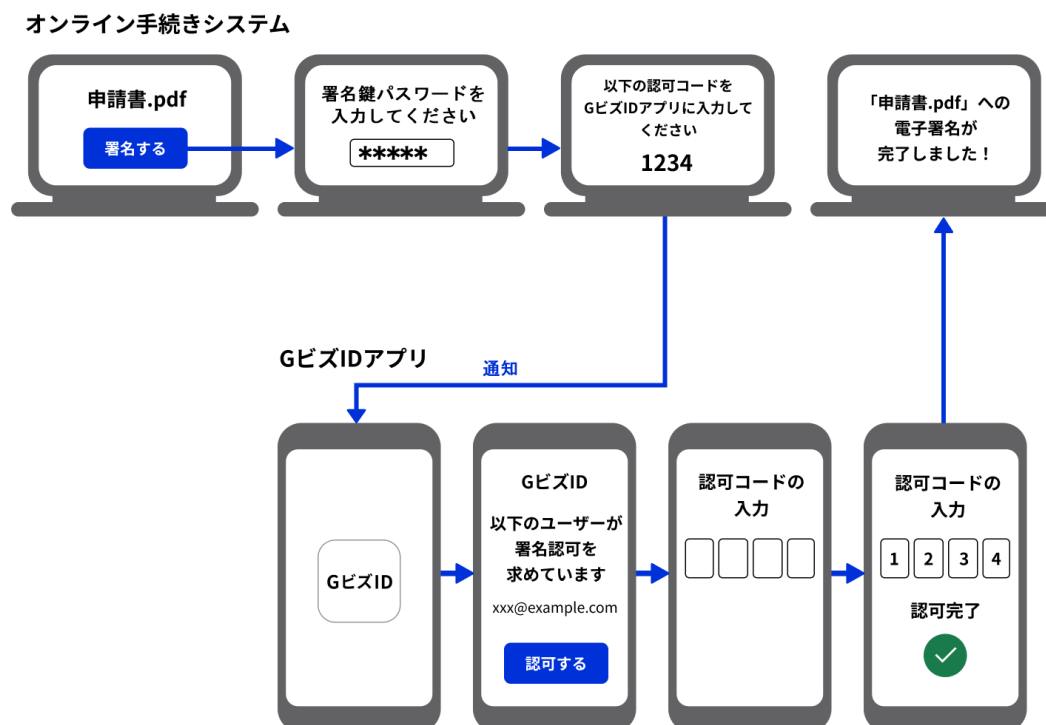 オンライン手続きシステム
申請書.pdf
署名する
署名鍵パスワードを
入力してください
*****
以下の認可コードを
GビズIDアプリに入力して
ください
1234
「申請書.pdf」への
電子署名が
完了しました！
GビズIDアプリ
通知
GビズID
GビズID
以下のユーザーが
署名認可を
求めています
xxx@example.com
認可する
認可コードの
入力
認可コードの
入力
1 2 3 4
認可完了